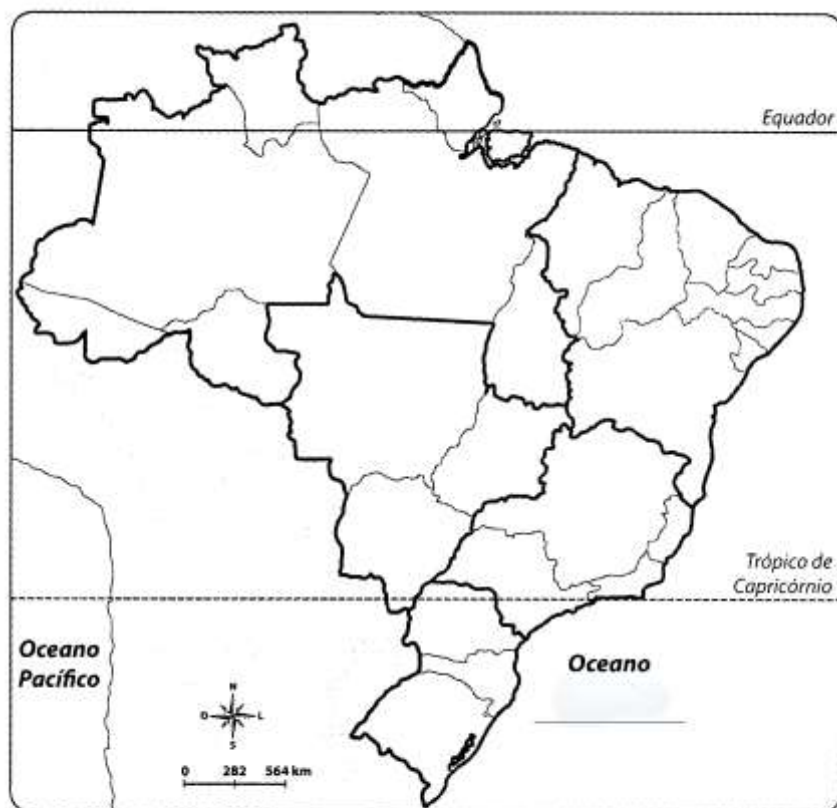 Equador
Trópico de
Capricórnio
Oceano
Pacífico
Oceano
N
O
L
S
0 282 564 km